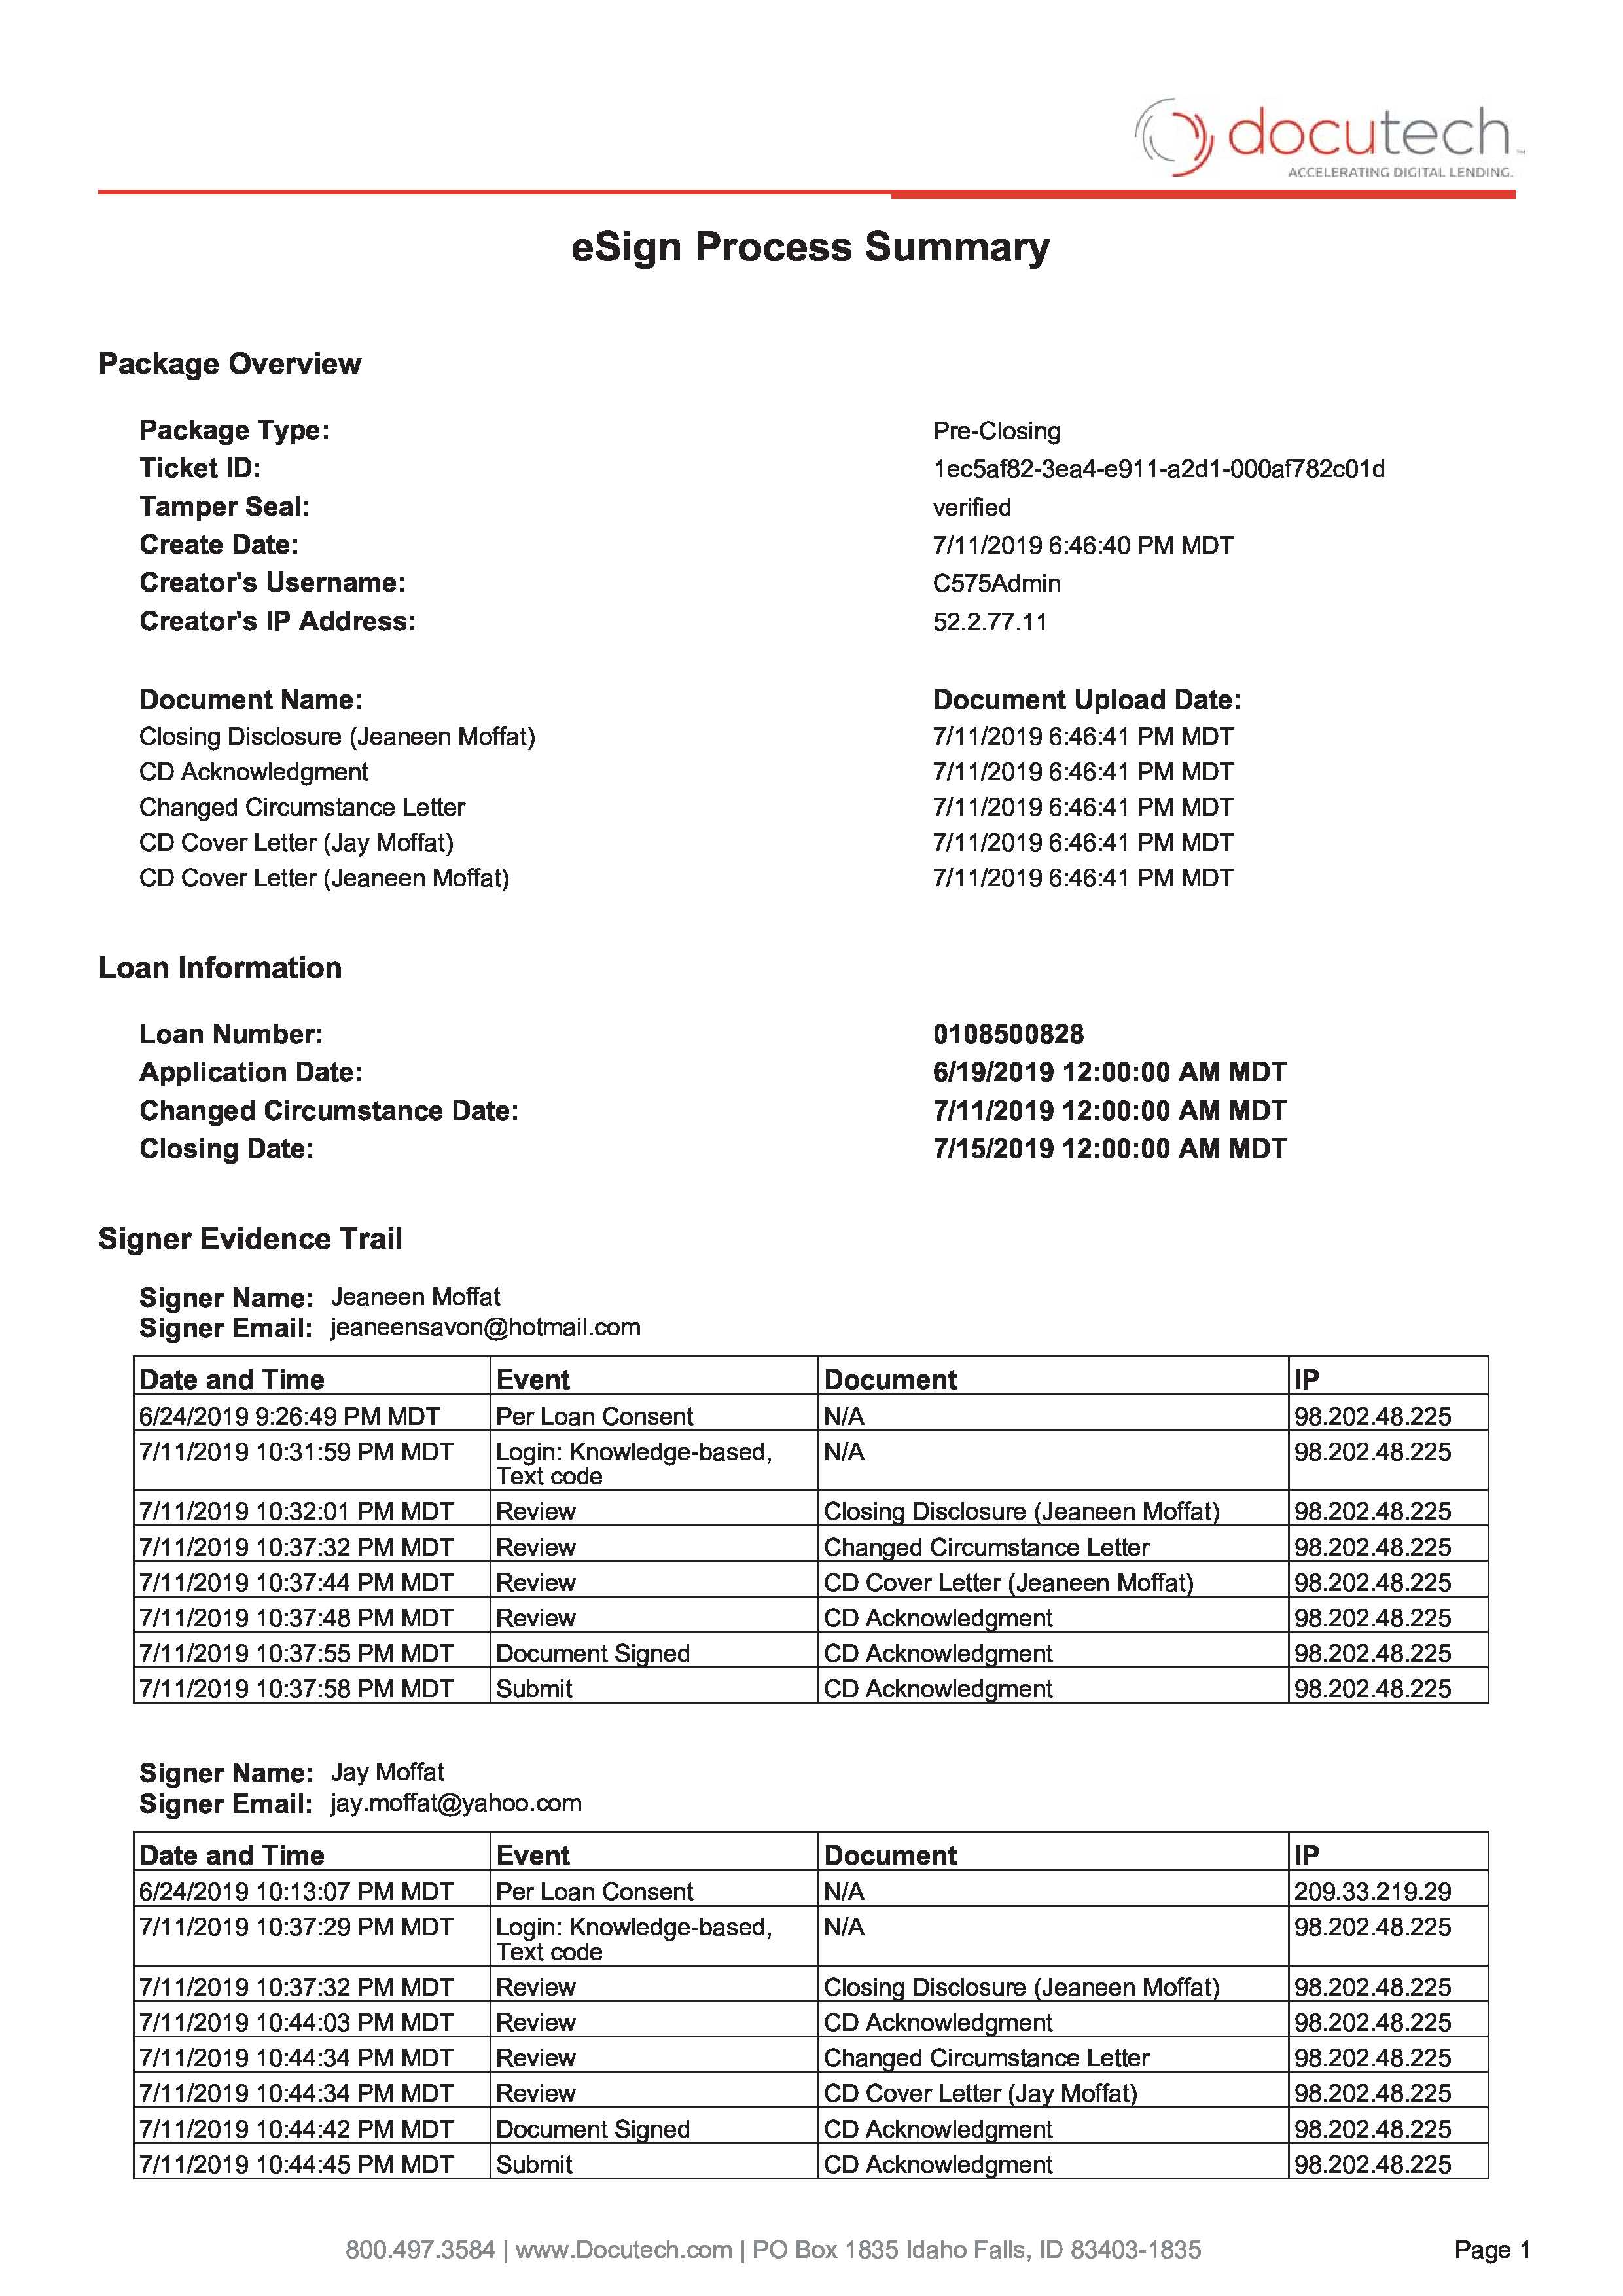 docutech
ACCELERATING DIGITAL LENDING.
eSign Process Summary
Package Overview
Package Type: Pre-Closing
Ticket ID: 1ec5af82-3ea4-e911-a2d1-000af782c01d
Tamper Seal: verified
Create Date: 7/11/2019 6:46:40 PM MDT
Creator's Username: C575Admin
Creator's IP Address: 52.2.77.11
Document Name: Document Upload Date:
Closing Disclosure (Jeaneen Moffat) 7/11/2019 6:46:41 PM MDT
CD Acknowledgment 7/11/2019 6:46:41 PM MDT
Changed Circumstance Letter 7/11/2019 6:46:41 PM MDT
CD Cover Letter (Jay Moffat) 7/11/2019 6:46:41 PM MDT
CD Cover Letter (Jeaneen Moffat) 7/11/2019 6:46:41 PM MDT
Loan Information
Loan Number: 0108500828
Application Date: 6/19/2019 12:00:00 AM MDT
Changed Circumstance Date: 7/11/2019 12:00:00 AM MDT
Closing Date: 7/15/2019 12:00:00 AM MDT
Signer Evidence Trail
Signer Name: Jeaneen Moffat
Signer Email: jeaneensavon@hotmail.com
Date and Time Event Document IP
6/24/2019 9:26:49 PM MDT Per Loan Consent N/A 98.202.48.225
7/11/2019 10:31:59 PM MDT Login: Knowledge-based, N/A 98.202.48.225
Text code
7/11/2019 10:32:01 PM MDT Review Closing Disclosure (Jeaneen Moffat) 98.202.48.225
7/11/2019 10:37:32 PM MDT Review Changed Circumstance Letter 98.202.48.225
7/11/2019 10:37:44 PM MDT Review CD Cover Letter (Jeaneen Moffat) 98.202.48.225
7/11/2019 10:37:48 PM MDT Review CD Acknowledgment 98.202.48.225
7/11/2019 10:37:55 PM MDT Document Signed CD Acknowledgment 98.202.48.225
7/11/2019 10:37:58 PM MDT Submit CD Acknowledgment 98.202.48.225
Signer Name: Jay Moffat
Signer Email: jay.moffat@yahoo.com
Date and Time Event Document IP
6/24/2019 10:13:07 PM MDT Per Loan Consent N/A 209.33.219.29
7/11/2019 10:37:29 PM MDT Login: Knowledge-based, N/A 98.202.48.225
Text code
7/11/2019 10:37:32 PM MDT Review Closing Disclosure (Jeaneen Moffat) 98.202.48.225
7/11/2019 10:44:03 PM MDT Review CD Acknowledgment 98.202.48.225
7/11/2019 10:44:34 PM MDT Review Changed Circumstance Letter 98.202.48.225
7/11/2019 10:44:34 PM MDT Review CD Cover Letter (Jay Moffat) 98.202.48.225
7/11/2019 10:44:42 PM MDT Document Signed CD Acknowledgment 98.202.48.225
7/11/2019 10:44:45 PM MDT Submit CD Acknowledgment 98.202.48.225
800.497.3584 | www.Docutech.com | PO Box 1835 Idaho Falls, ID 83403-1835 Page 1